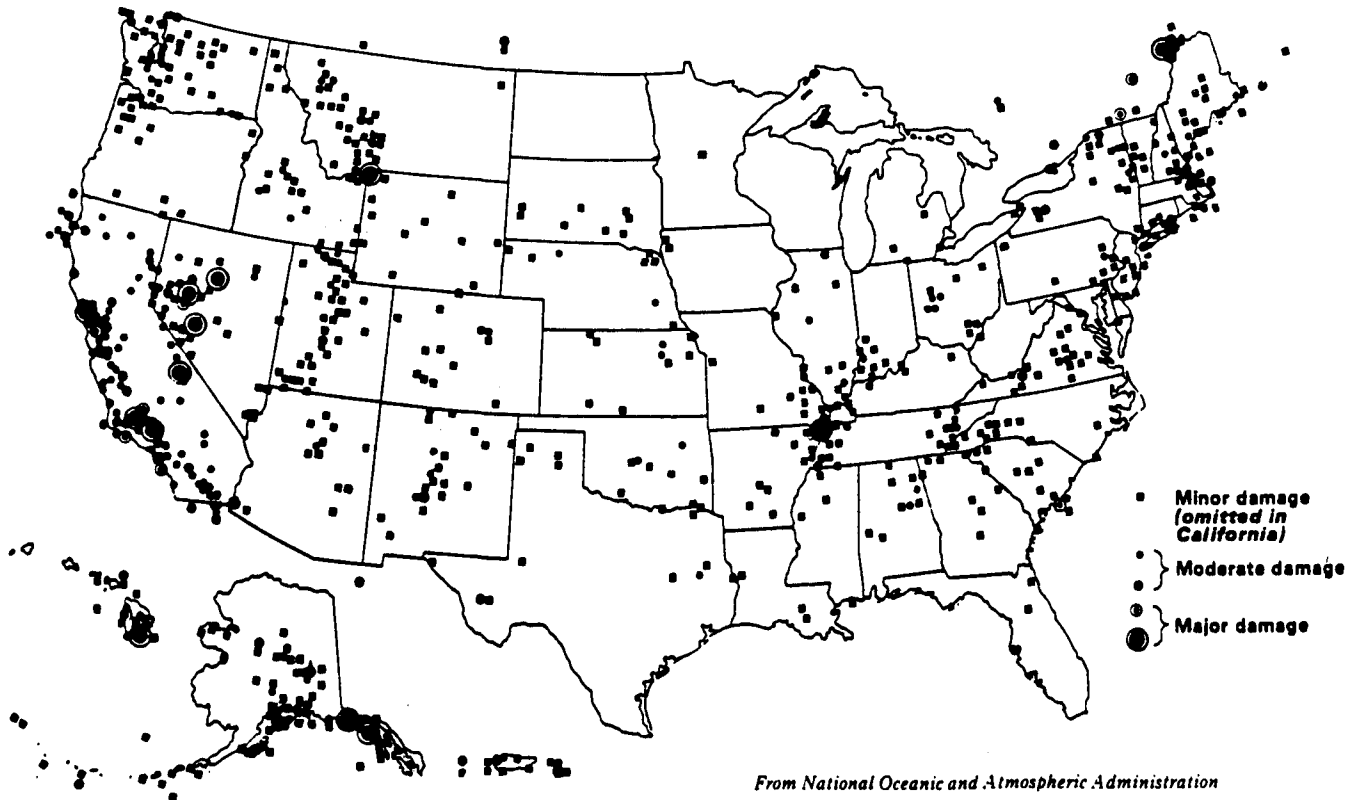 Minor damage
(omitted in
California)
Moderate damage
Major damage
From National Oceanic and Atmospheric Administration